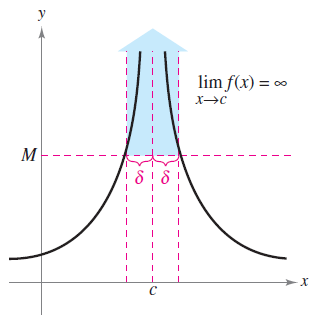 y
lim f(x) = ∞
x→c
M
δ δ
c
x